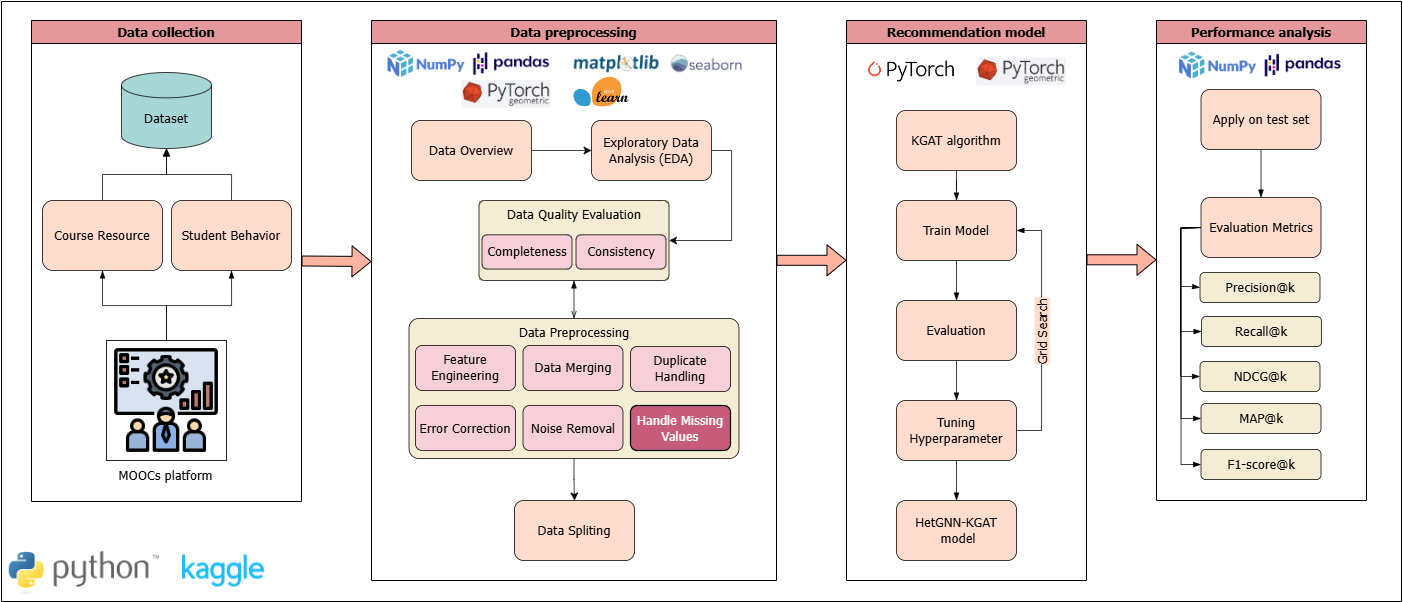 Data collection
Dataset
Course Resource
Student Behavior
MOOCs platform
Data preprocessing
NumPy
pandas
matplotlib
seaborn
PyTorch
geometric
learn
Data Overview
Exploratory Data
Analysis (EDA)
Data Quality Evaluation
Completeness
Consistency
Data Preprocessing
Feature
Engineering
Data Merging
Duplicate
Handling
Error Correction
Noise Removal
Handle Missing
Values
Data Spliting
Recommendation model
PyTorch
PyTorch
geometric
KGAT algorithm
Train Model
Evaluation
Grid Search
Tuning
Hyperparameter
HetGNN-KGAT
model
Performance analysis
NumPy
pandas
Apply on test set
Evaluation Metrics
Precision@k
Recall@k
NDCG@k
MAP@k
F1-score@k
python™
kaggle